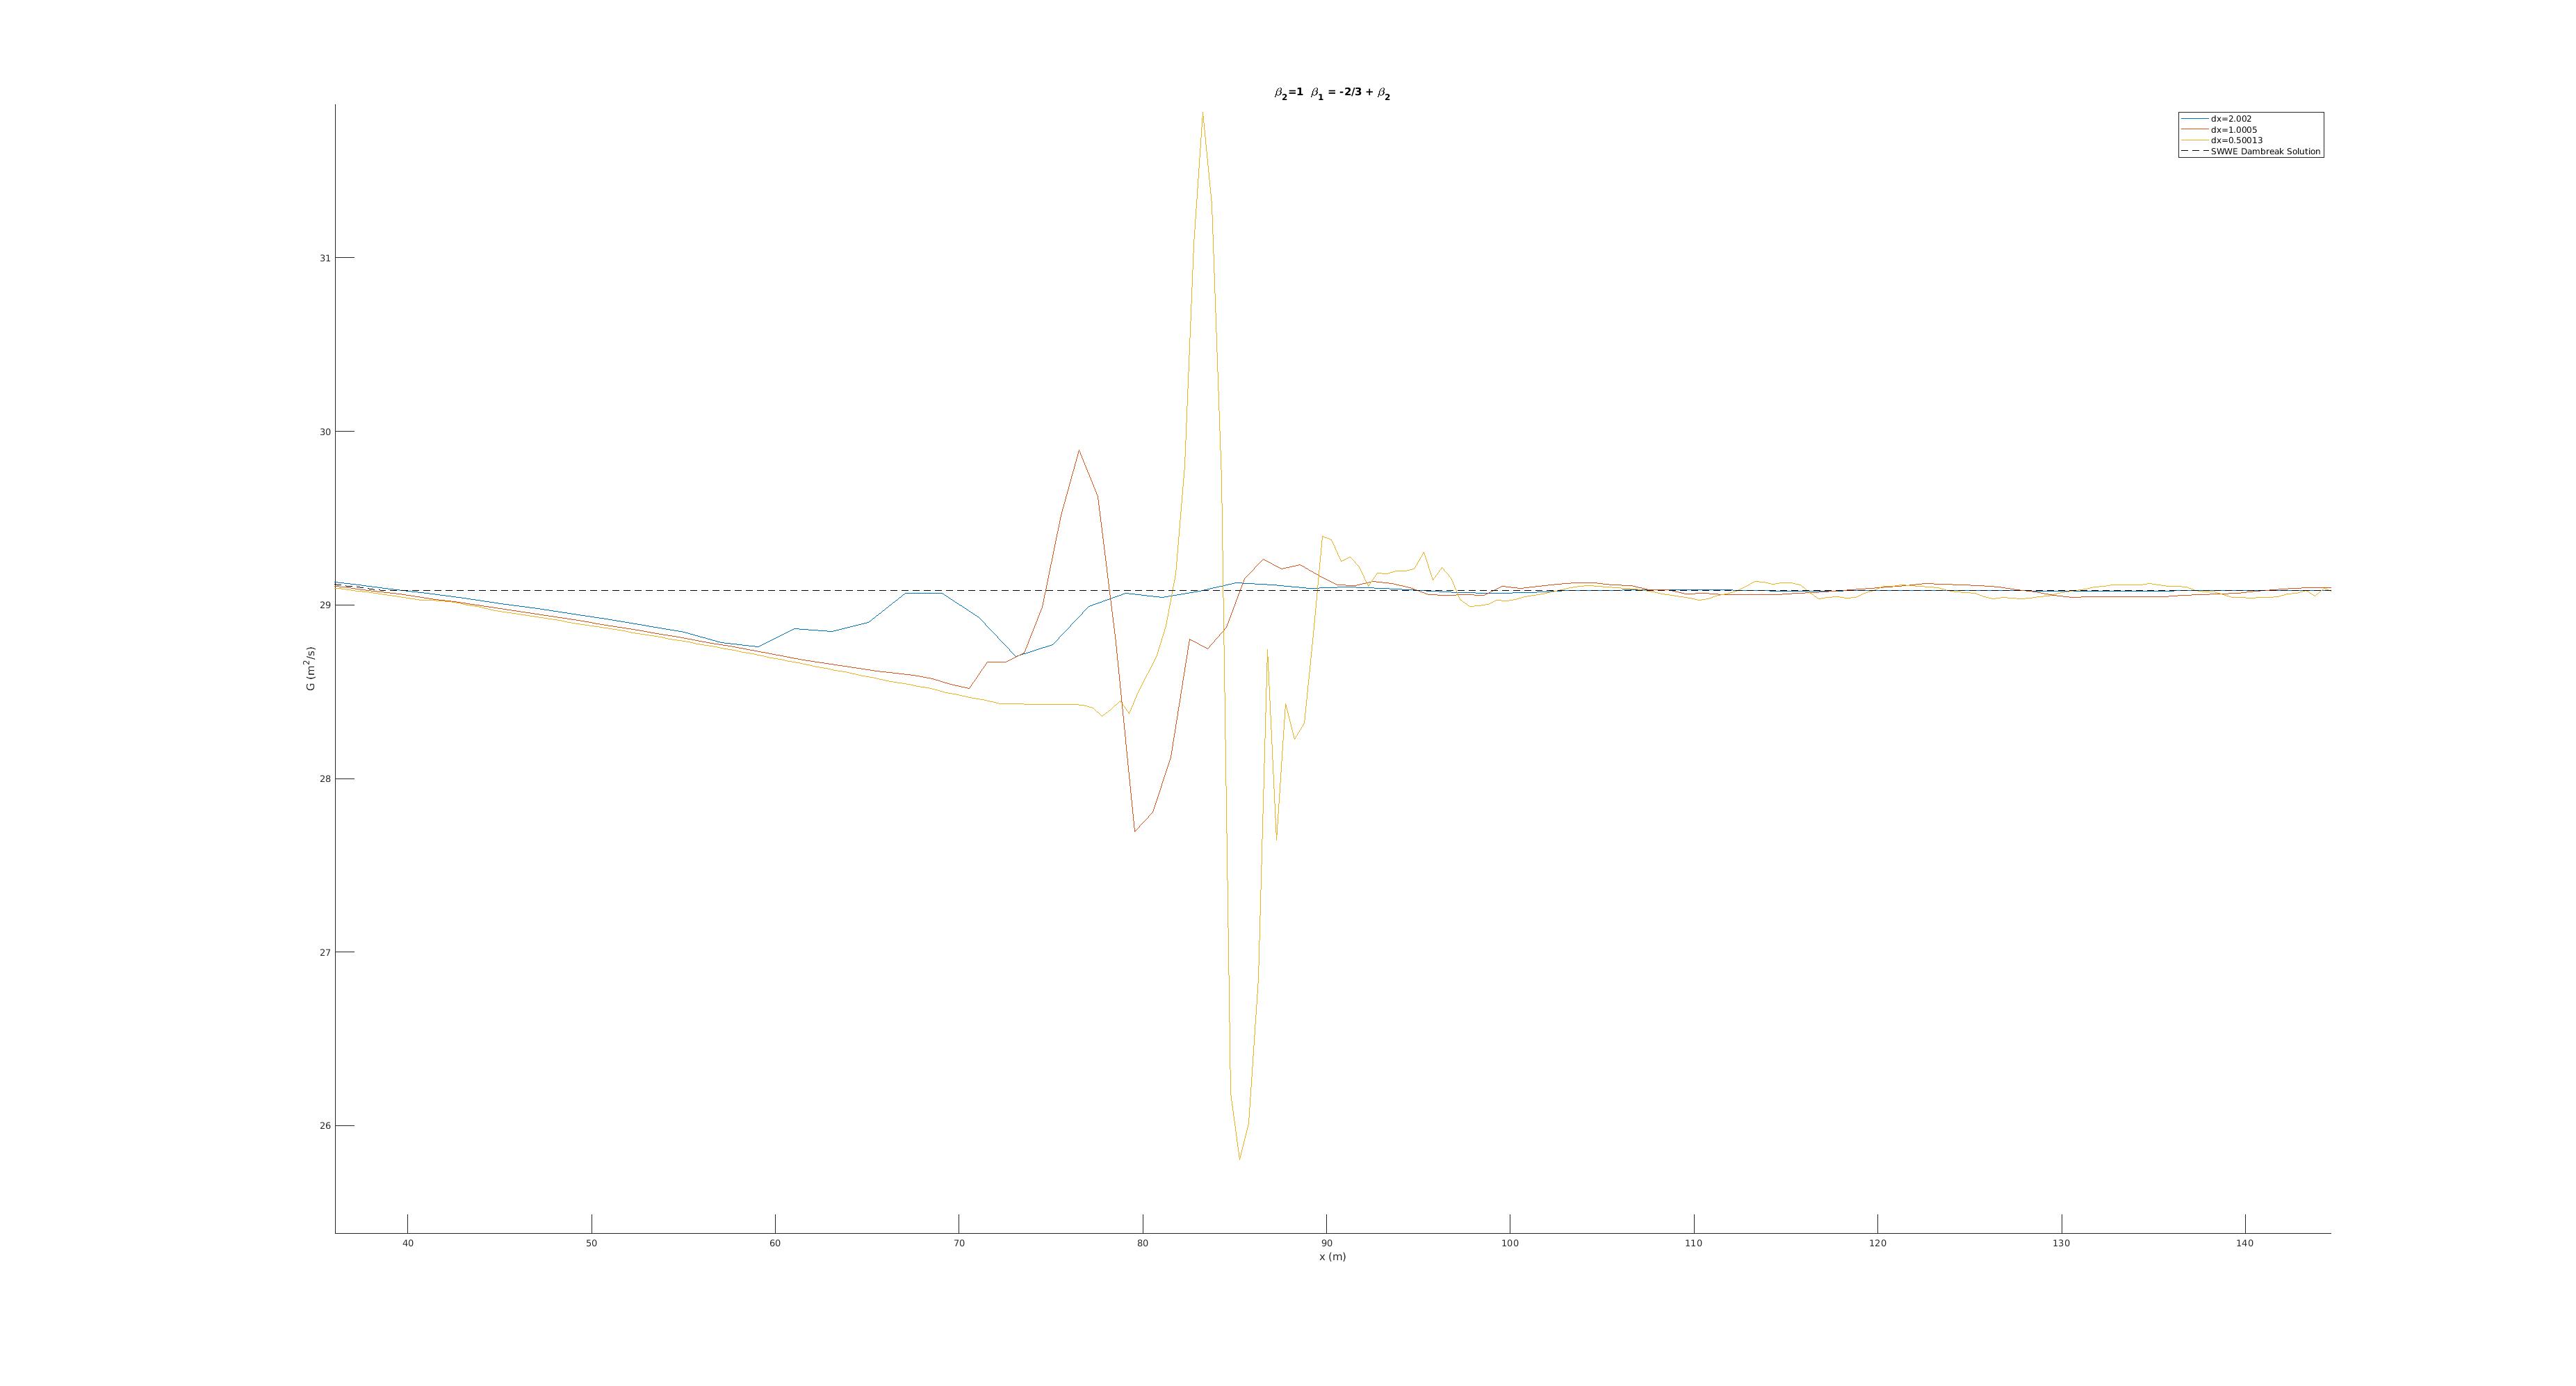 β₂=1 β₁ = -2/3 + β₂
dx=2.002
dx=1.0005
dx=0.50013
SWWE Dambreak Solution
31
30
29
28
27
26
G (m²/s)
40 50 60 70 80 90 100 110 120 130 140
x (m)